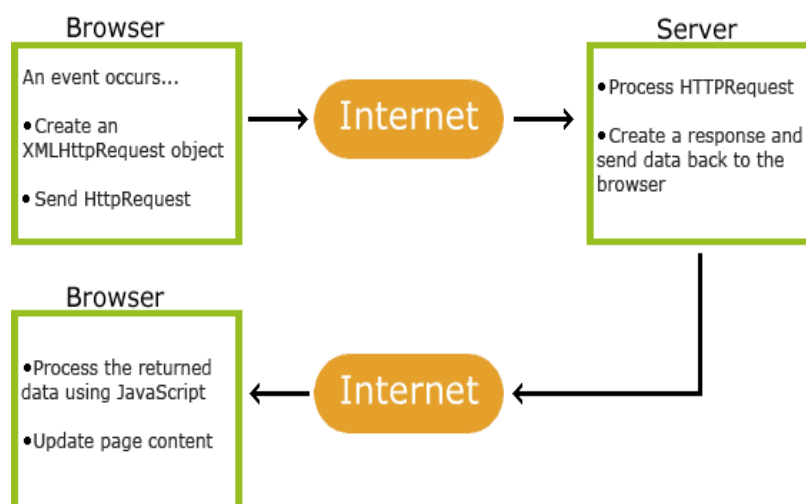 Browser
An event occurs...
●Create an
XMLHttpRequest object
● Send HttpRequest
Internet
Server
●Process HTTPRequest
●Create a response and
send data back to the
browser
Browser
●Process the returned
data using JavaScript
●Update page content
Internet